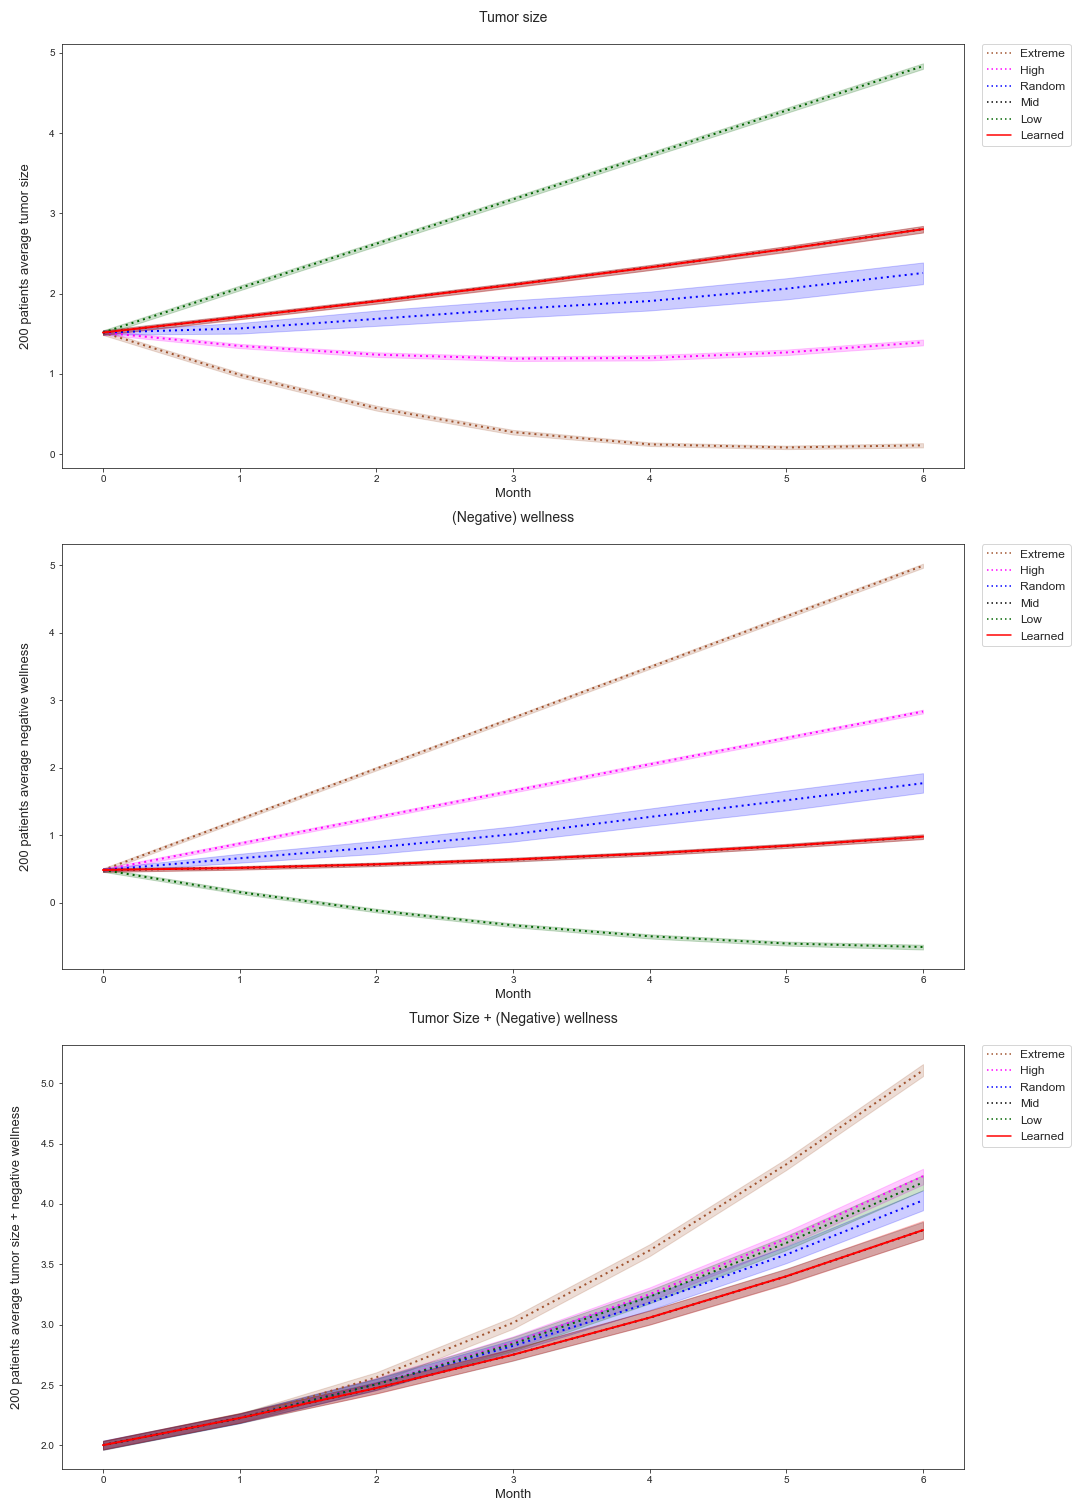 Tumor size
5
4
3
2
1
0
200 patients average tumor size
0 1 2 3 4 5 6
Month
Extreme
High
Random
Mid
Low
Learned
(Negative) wellness
5
4
3
2
1
0
200 patients average negative wellness
0 1 2 3 4 5 6
Month
Extreme
High
Random
Mid
Low
Learned
Tumor Size + (Negative) wellness
5.0
4.5
4.0
3.5
3.0
2.5
2.0
200 patients average tumor size + negative wellness
0 1 2 3 4 5 6
Month
Extreme
High
Random
Mid
Low
Learned